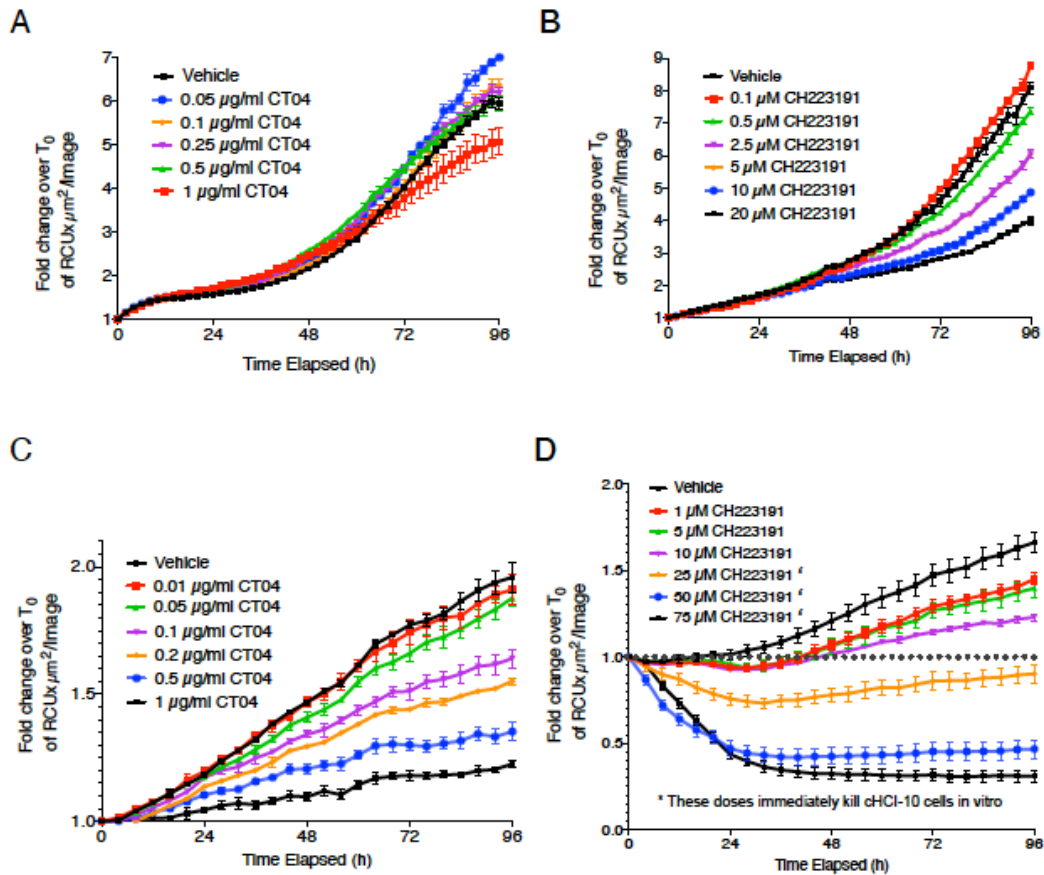 A
Fold change over T0
of RCUx µm²/Image
7
6
5
4
3
2
1
Vehicle
0.05 µg/ml CT04
0.1 µg/ml CT04
0.25 µg/ml CT04
0.5 µg/ml CT04
1 µg/ml CT04
0 24 48 72 96
Time Elapsed (h)
B
Fold change over T0
of RCUx µm²/Image
9
8
7
6
5
4
3
2
1
Vehicle
0.1 µM CH223191
0.5 µM CH223191
2.5 µM CH223191
5 µM CH223191
10 µM CH223191
20 µM CH223191
0 24 48 72 96
Time Elapsed (h)
C
Fold change over T0
of RCUx µm²/Image
2.0
1.5
1.0
Vehicle
0.01 µg/ml CT04
0.05 µg/ml CT04
0.1 µg/ml CT04
0.2 µg/ml CT04
0.5 µg/ml CT04
1 µg/ml CT04
0 24 48 72 96
Time Elapsed (h)
D
Fold change over T0
of RCUx µm²/Image
2.0
1.5
1.0
0.5
0.0
Vehicle
1 µM CH223191
5 µM CH223191
10 µM CH223191
25 µM CH223191 *
50 µM CH223191 *
75 µM CH223191 *
* These doses immediately kill cHCI-10 cells in vitro
0 24 48 72 96
Time Elapsed (h)